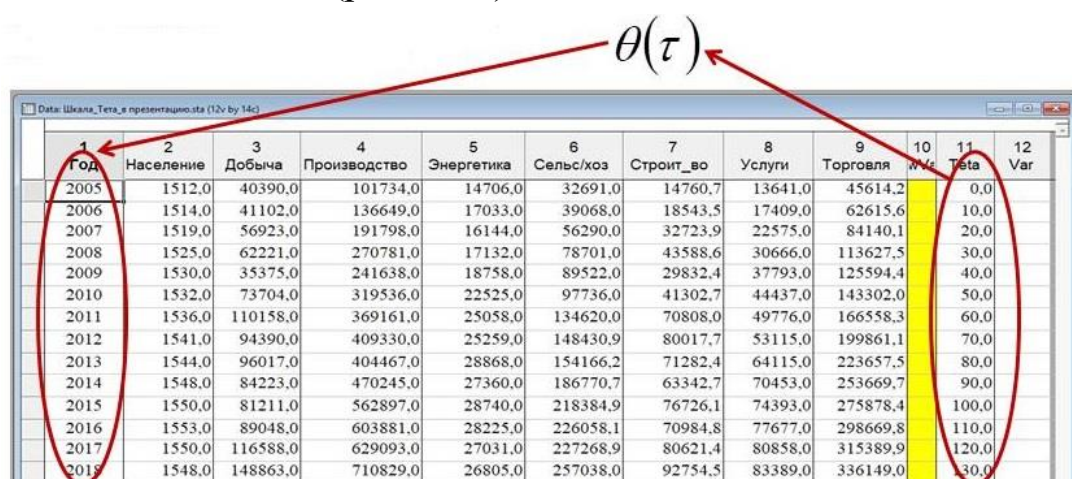 θ(τ)
Data: Шкала_Тета_в презентацию.sta (12v by 14c)
1 2 3 4 5 6 7 8 9 10 11 12
Год Население Добыча Производство Энергетика Сельс/хоз Строит_во Услуги Торговля Teta Var
2005 1512,0 40390,0 101734,0 14706,0 32691,0 14760,7 13641,0 45614,2 0,0
2006 1514,0 41102,0 136649,0 17033,0 39068,0 18543,5 17409,0 62615,6 10,0
2007 1519,0 56923,0 191798,0 16144,0 56290,0 32723,9 22575,0 84140,1 20,0
2008 1525,0 62221,0 270781,0 17132,0 78701,0 43588,6 30666,0 113627,5 30,0
2009 1530,0 35375,0 241638,0 18758,0 89522,0 29832,4 37793,0 125594,4 40,0
2010 1532,0 73704,0 319536,0 22525,0 97736,0 41302,7 44437,0 143302,0 50,0
2011 1536,0 110158,0 369161,0 25058,0 134620,0 70808,0 49776,0 166558,3 60,0
2012 1541,0 94390,0 409330,0 25259,0 148430,9 80017,7 53115,0 199861,1 70,0
2013 1544,0 96017,0 404467,0 28868,0 154166,2 71282,4 64115,0 223657,5 80,0
2014 1548,0 84223,0 470245,0 27360,0 186770,7 63342,7 70453,0 253669,7 90,0
2015 1550,0 81211,0 562897,0 28740,0 218384,9 76726,1 74393,0 275878,4 100,0
2016 1553,0 89048,0 603881,0 28225,0 226058,1 70984,8 77677,0 298669,8 110,0
2017 1550,0 116588,0 629093,0 27031,0 227268,9 80621,4 80858,0 315389,9 120,0
2018 1548,0 148863,0 710829,0 26805,0 257038,0 92754,5 83389,0 336149,0 130,0